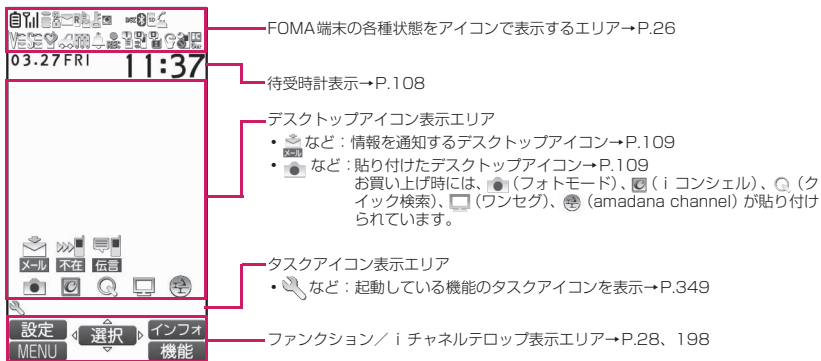 FOMA端末の各種状態をアイコンで表示するエリア→P.26
03.27FRI 11:37
待受時計表示→P.108
デスクトップアイコン表示エリア
• など：情報を通知するデスクトップアイコン→P.109
• など：貼り付けたデスクトップアイコン→P.109
お買い上げ時には、(フォトモード)、(iコンシェル)、(ク
イック検索)、(ワンセグ)、(amadana channel)が貼り付け
られています。
メール 不在 伝言
タスクアイコン表示エリア
• など：起動している機能のタスクアイコンを表示→P.349
設定 選択 インフォ
MENU 機能
ファンクション／iチャネルテロップ表示エリア→P.28、198